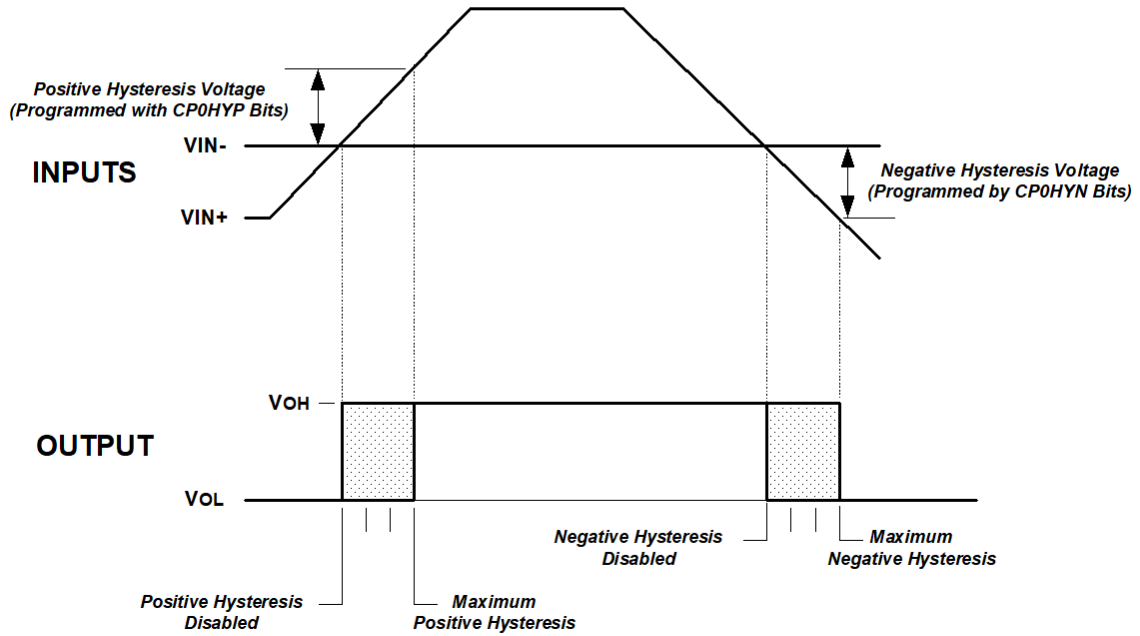 Positive Hysteresis Voltage
(Programmed with CP0HYP Bits)
VIN-
INPUTS
Negative Hysteresis Voltage
(Programmed by CP0HYN Bits)
VIN+
VOH
OUTPUT
VOL
Negative Hysteresis
Disabled
Maximum
Negative Hysteresis
Positive Hysteresis
Disabled
Maximum
Positive Hysteresis